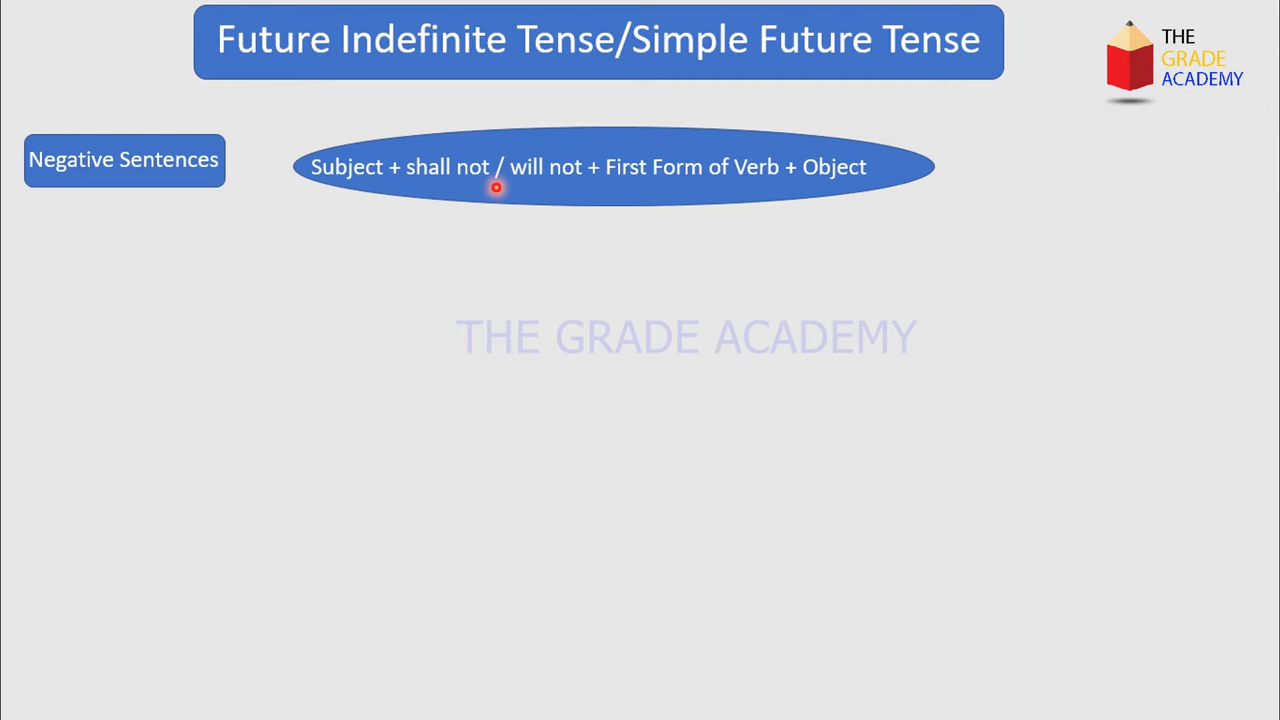 Future Indefinite Tense/Simple Future Tense
THE
GRADE
ACADEMY
Negative Sentences
Subject + shall not / will not + First Form of Verb + Object
THE GRADE ACADEMY